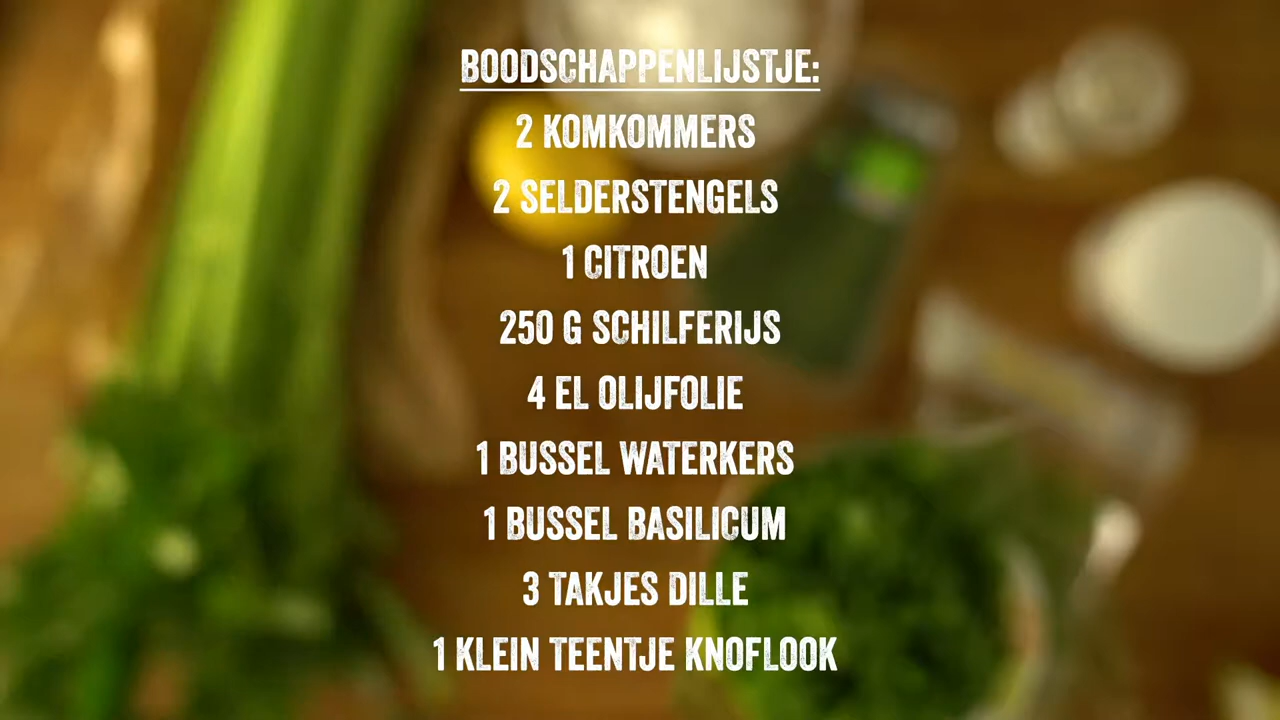 BOODSCHAPPENLIJSTJE:
2 KOMKOMMERS
2 SELDERSTENGELS
1 CITROEN
250 G SCHILFERIJS
4 EL OLIJFOLIE
1 BUSSEL WATERKERS
1 BUSSEL BASILICUM
3 TAKJES DILLE
1 KLEIN TEENTJE KNOFLOOK